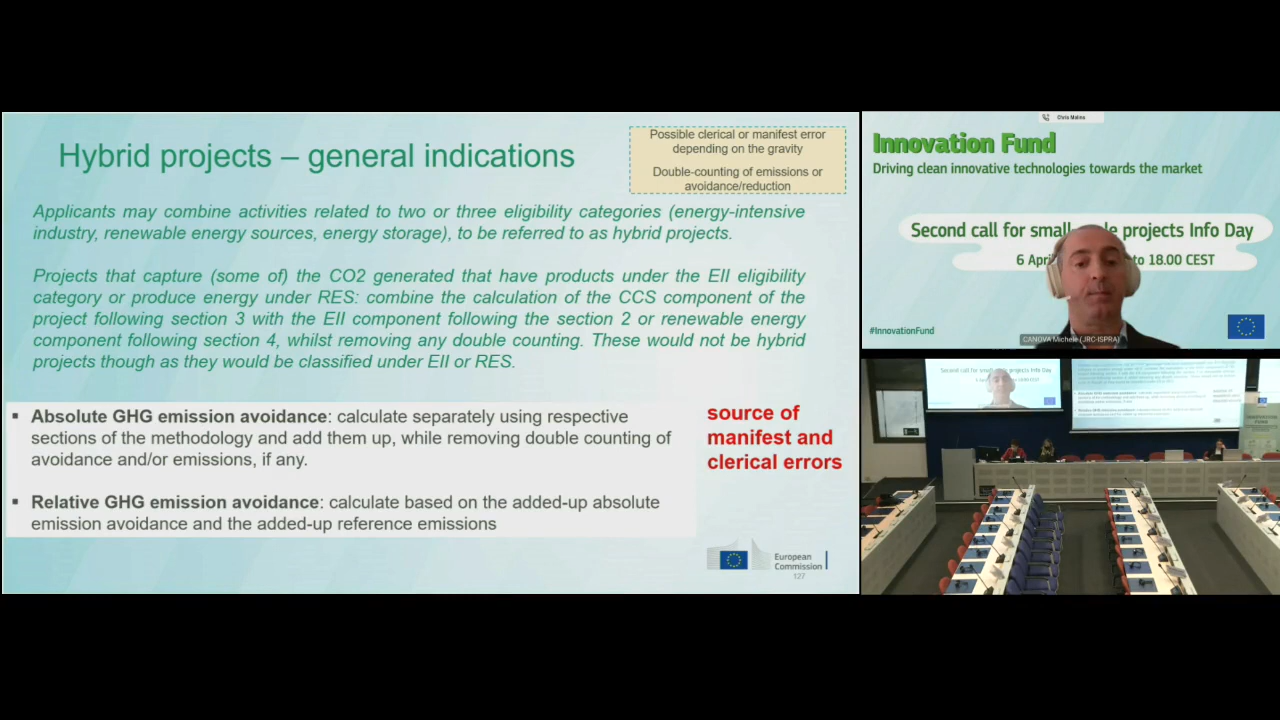 Hybrid projects – general indications
Possible clerical or manifest error
depending on the gravity
Double-counting of emissions or
avoidance/reduction
Applicants may combine activities related to two or three eligibility categories (energy-intensive
industry, renewable energy sources, energy storage), to be referred to as hybrid projects.
Projects that capture (some of) the CO2 generated that have products under the EII eligibility
category or produce energy under RES: combine the calculation of the CCS component of the
project following section 3 with the EII component following the section 2 or renewable energy
component following section 4, whilst removing any double counting. These would not be hybrid
projects though as they would be classified under EII or RES.
▪ Absolute GHG emission avoidance: calculate separately using respective
sections of the methodology and add them up, while removing double counting of
avoidance and/or emissions, if any.
▪ Relative GHG emission avoidance: calculate based on the added-up absolute
emission avoidance and the added-up reference emissions
source of
manifest and
clerical errors
European
Commission
127
Chris Malins
Innovation Fund
Driving clean innovative technologies towards the market
Second call for small projects Info Day
6 to 18.00 CEST
#InnovationFund
CANOVA Michele (JRC-ISPRA)
Second call for small projects Info Day